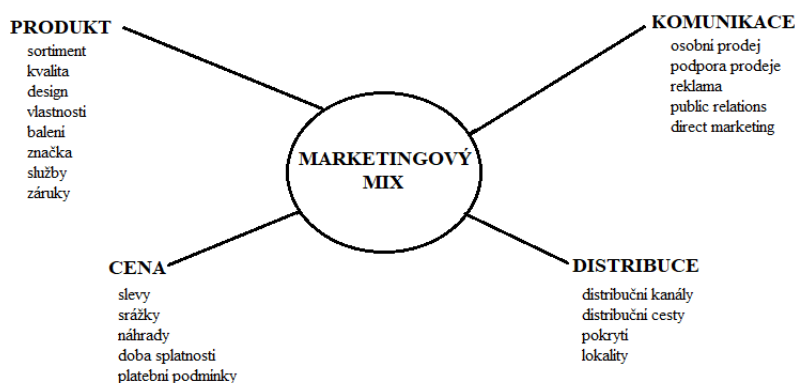 PRODUKT
sortiment
kvalita
design
vlastnosti
balení
značka
služby
záruky
KOMUNIKACE
osobní prodej
podpora prodeje
reklama
public relations
direct marketing
MARKETINGOVÝ
MIX
CENA
slevy
srážky
náhrady
doba splatnosti
platební podmínky
DISTRIBUCE
distribuční kanály
distribuční cesty
pokrytí
lokality